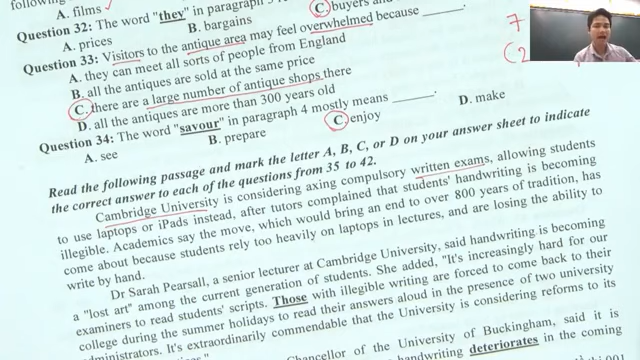 following
A. films
Question 32: The word "they" in paragraph 3
C. buyers
A. prices
B. bargains
Question 33: Visitors to the antique area may feel overwhelmed because ______.
A. they can meet all sorts of people from England
B. all the antiques are sold at the same price
C. there are a large number of antique shops there
D. all the antiques are more than 300 years old
Question 34: The word "savour" in paragraph 4 mostly means ______.
A. see
B. prepare
C. enjoy
D. make
Read the following passage and mark the letter A, B, C, or D on your answer sheet to indicate
the correct answer to each of the questions from 35 to 42.
Cambridge University is considering axing compulsory written exams, allowing students
to use laptops or iPads instead, after tutors complained that students' handwriting is becoming
illegible. Academics say the move, which would bring an end to over 800 years of tradition, has
come about because students rely too heavily on laptops in lectures, and are losing the ability to
write by hand.
Dr Sarah Pearsall, a senior lecturer at Cambridge University, said handwriting is becoming
a "lost art" among the current generation of students. She added, "It's increasingly hard for our
examiners to read students' scripts. Those with illegible writing are forced to come back to their
college during the summer holidays to read their answers aloud in the presence of two university
administrators. It's extraordinarily commendable that the University is considering reforms to its
Chancellor of the University of Buckingham, said it is
handwriting deteriorates in the coming
7
(2